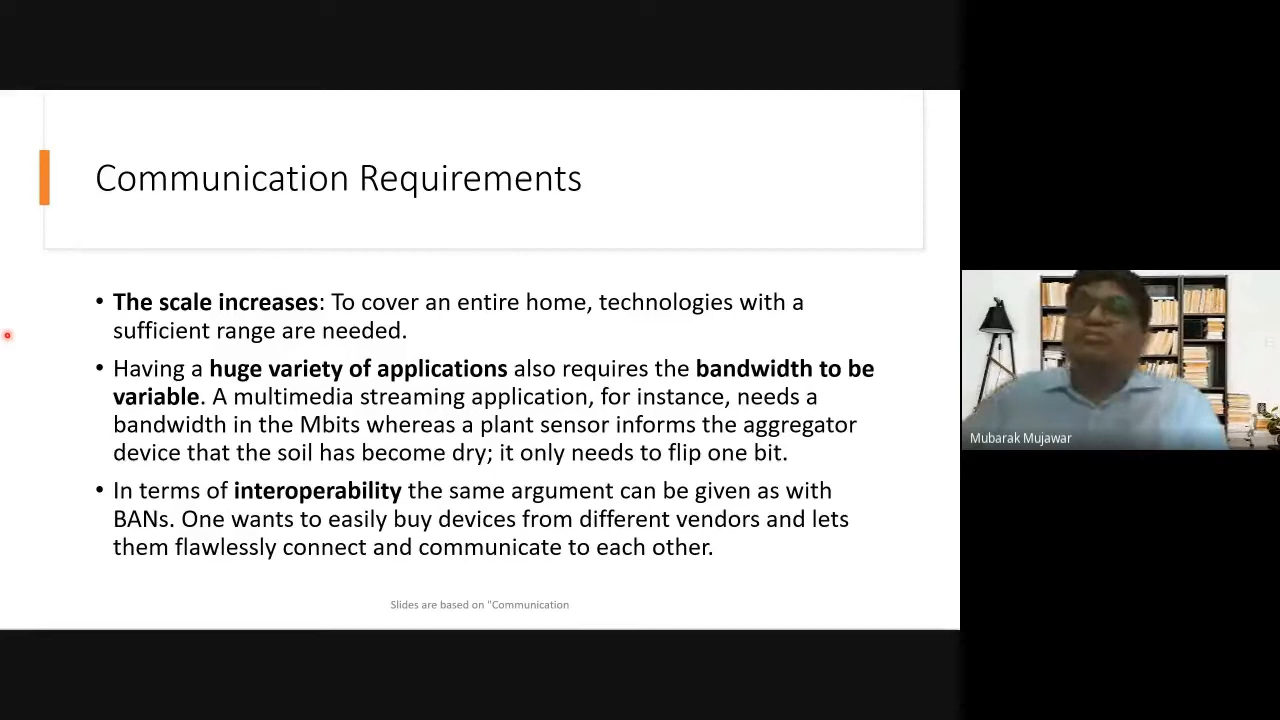 Communication Requirements
• The scale increases: To cover an entire home, technologies with a
sufficient range are needed.
• Having a huge variety of applications also requires the bandwidth to be
variable. A multimedia streaming application, for instance, needs a
bandwidth in the Mbits whereas a plant sensor informs the aggregator
device that the soil has become dry; it only needs to flip one bit.
• In terms of interoperability the same argument can be given as with
BANs. One wants to easily buy devices from different vendors and lets
them flawlessly connect and communicate to each other.
Slides are based on "Communication
Mubarak Mujawar